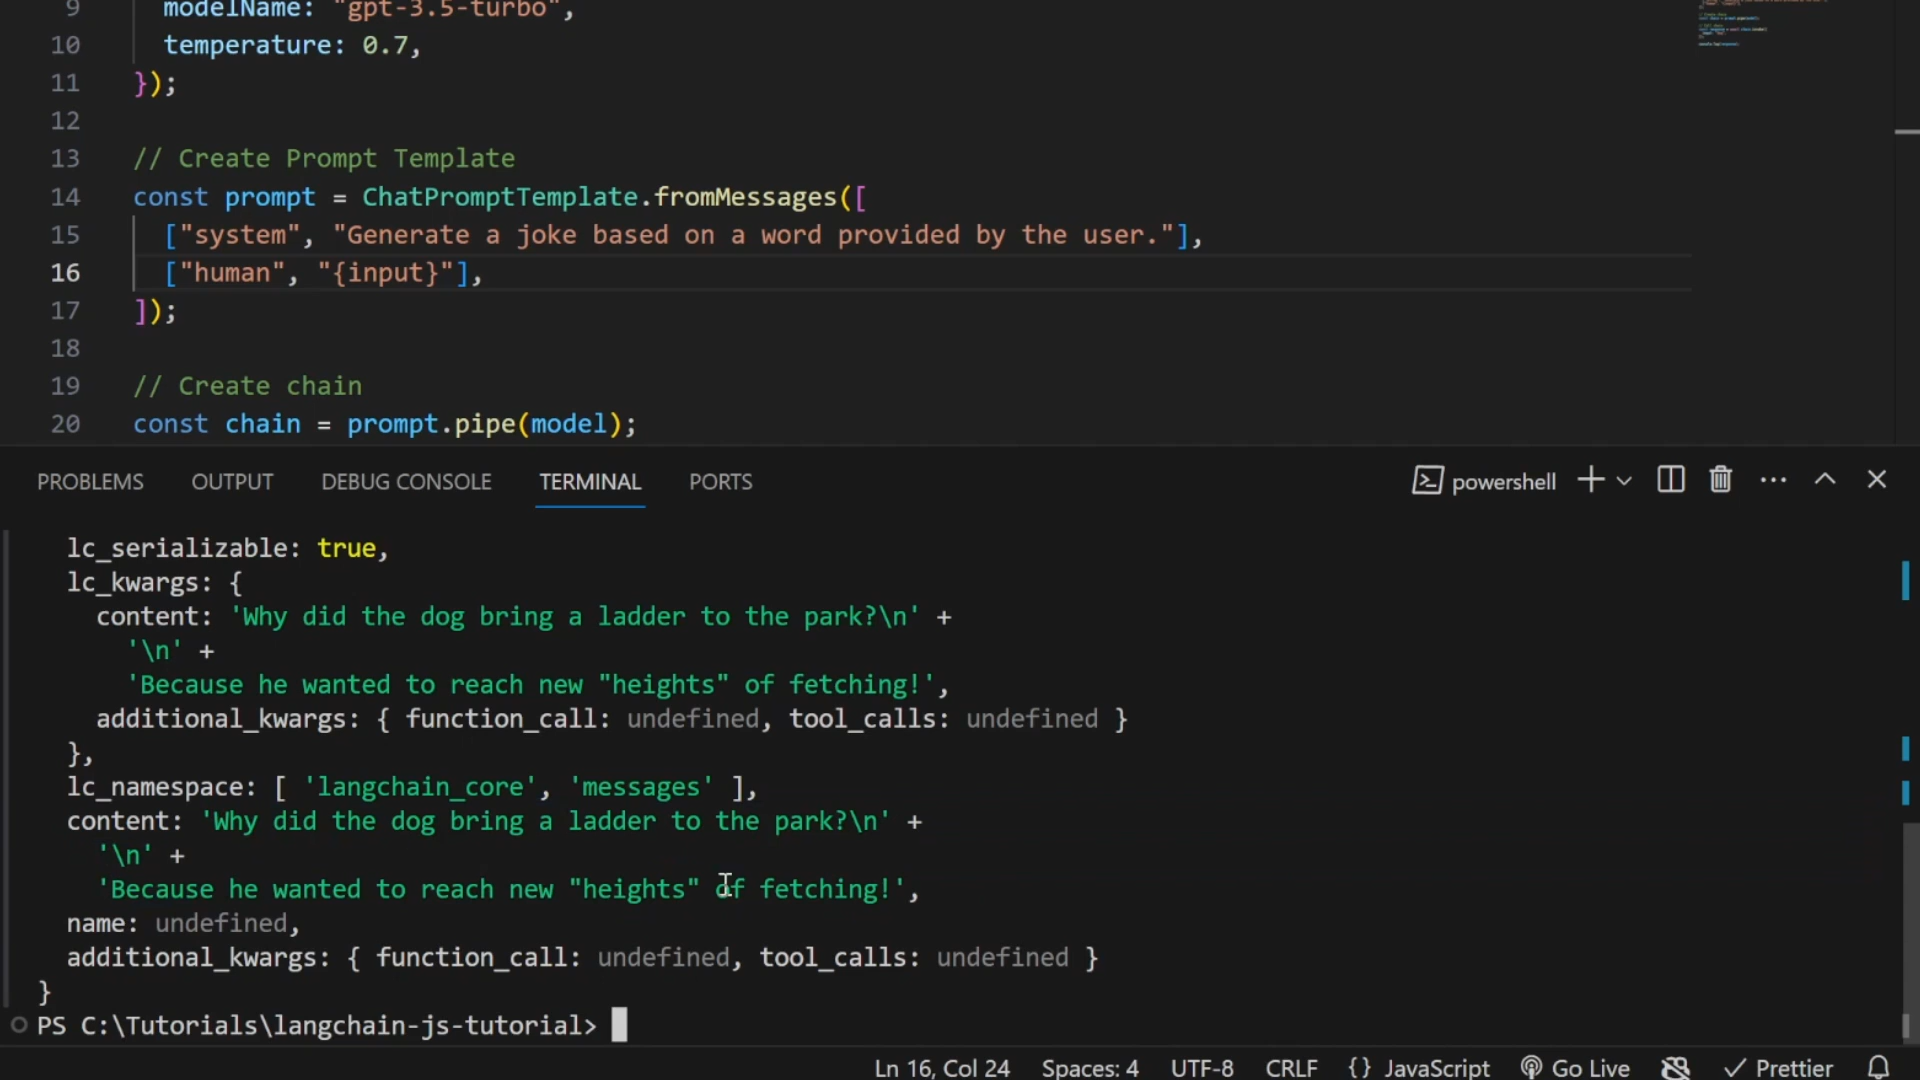 9 modelName: "gpt-3.5-turbo",
10 temperature: 0.7,
11 });
12
13 // Create Prompt Template
14 const prompt = ChatPromptTemplate.fromMessages([
15 ["system", "Generate a joke based on a word provided by the user."],
16 ["human", "{input}"],
17 ]);
18
19 // Create chain
20 const chain = prompt.pipe(model);
PROBLEMS OUTPUT DEBUG CONSOLE TERMINAL PORTS powershell
lc_serializable: true,
lc_kwargs: {
content: 'Why did the dog bring a ladder to the park?\n' +
'\n' +
'Because he wanted to reach new "heights" of fetching!',
additional_kwargs: { function_call: undefined, tool_calls: undefined }
},
lc_namespace: [ 'langchain_core', 'messages' ],
content: 'Why did the dog bring a ladder to the park?\n' +
'\n' +
'Because he wanted to reach new "heights" of fetching!',
name: undefined,
additional_kwargs: { function_call: undefined, tool_calls: undefined }
}
PS C:\Tutorials\langchain-js-tutorial>
Ln 16, Col 24 Spaces: 4 UTF-8 CRLF {} JavaScript Go Live Prettier